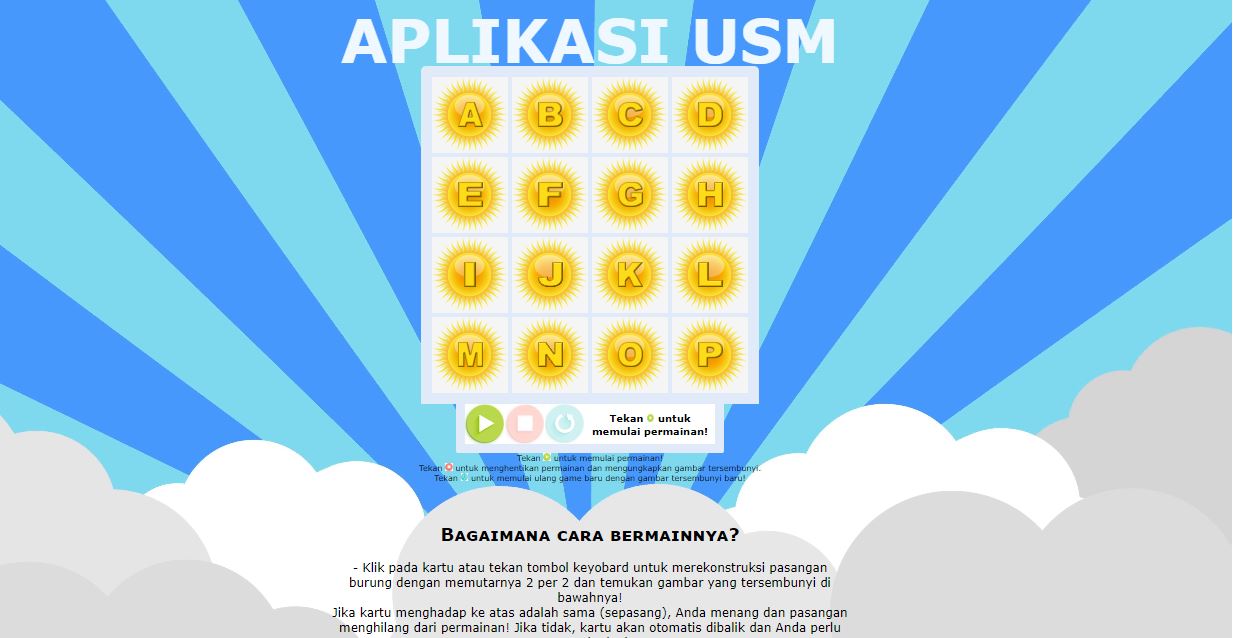 APLIKASI USM
A B C D
E F G H
I J K L
M N O P
Tekan untuk
memulai permainan!
Tekan untuk memulai permainan!
Tekan untuk menghentikan permainan dan mengungkapkan gambar tersembunyi.
Tekan untuk memulai ulang game baru dengan gambar tersembunyi baru!
Bagaimana cara bermainnya?
- Klik pada kartu atau tekan tombol keyobard untuk merekonstruksi pasangan
burung dengan memutarnya 2 per 2 dan temukan gambar yang tersembunyi di
bawahnya!
Jika kartu menghadap ke atas adalah sama (sepasang), Anda menang dan pasangan
menghilang dari permainan! Jika tidak, kartu akan otomatis dibalik dan Anda perlu